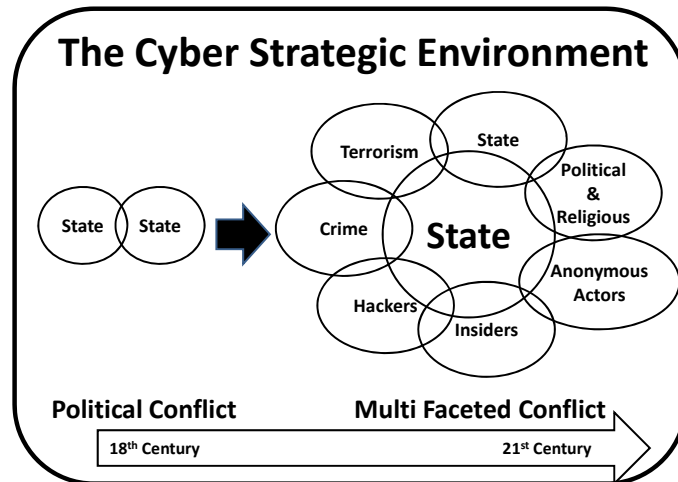 The Cyber Strategic Environment
State State
Terrorism
State
Political
&
Religious
Crime
State
Anonymous
Actors
Hackers
Insiders
Political Conflict
Multi Faceted Conflict
18th Century
21st Century